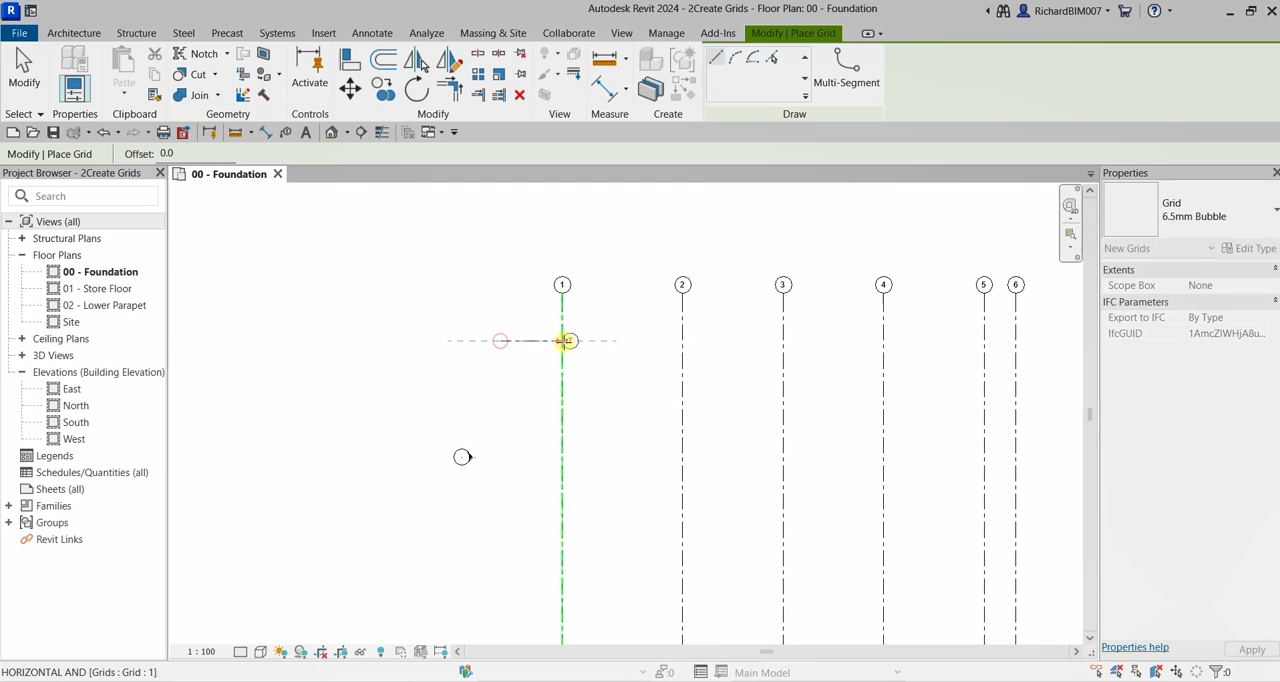 R
Autodesk Revit 2024 - 2Create Grids - Floor Plan: 00 - Foundation
RichardBIM007
File Architecture Structure Steel Precast Systems Insert Annotate Analyze Massing & Site Collaborate View Manage Add-Ins Modify | Place Grid
Notch
Cut
Join
Modify
Paste
Activate
Multi-Segment
Select Properties Clipboard Geometry Controls Modify View Measure Create Draw
Modify | Place Grid Offset: 0.0
Project Browser - 2Create Grids
00 - Foundation
Properties
Search
Grid
6.5mm Bubble
Views (all)
Structural Plans
Floor Plans
00 - Foundation
01 - Store Floor
02 - Lower Parapet
Site
Ceiling Plans
3D Views
Elevations (Building Elevation)
East
North
South
West
Legends
Schedules/Quantities (all)
Sheets (all)
Families
Groups
Revit Links
New Grids Edit Type
Extents
Scope Box None
IFC Parameters
Export to IFC By Type
IfcGUID 1AmcZIWHjA8u...
1 2 3 4 5 6
2D
1 : 100
Properties help
Apply
HORIZONTAL AND [Grids : Grid : 1]
:0
Main Model
:0